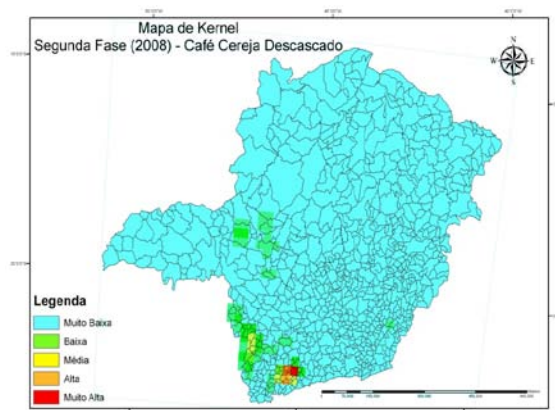 Mapa de Kernel
Segunda Fase (2008) - Café Cereja Descascado
N
W
E
S
Legenda
Muito Baixa
Baixa
Média
Alta
Muito Alta